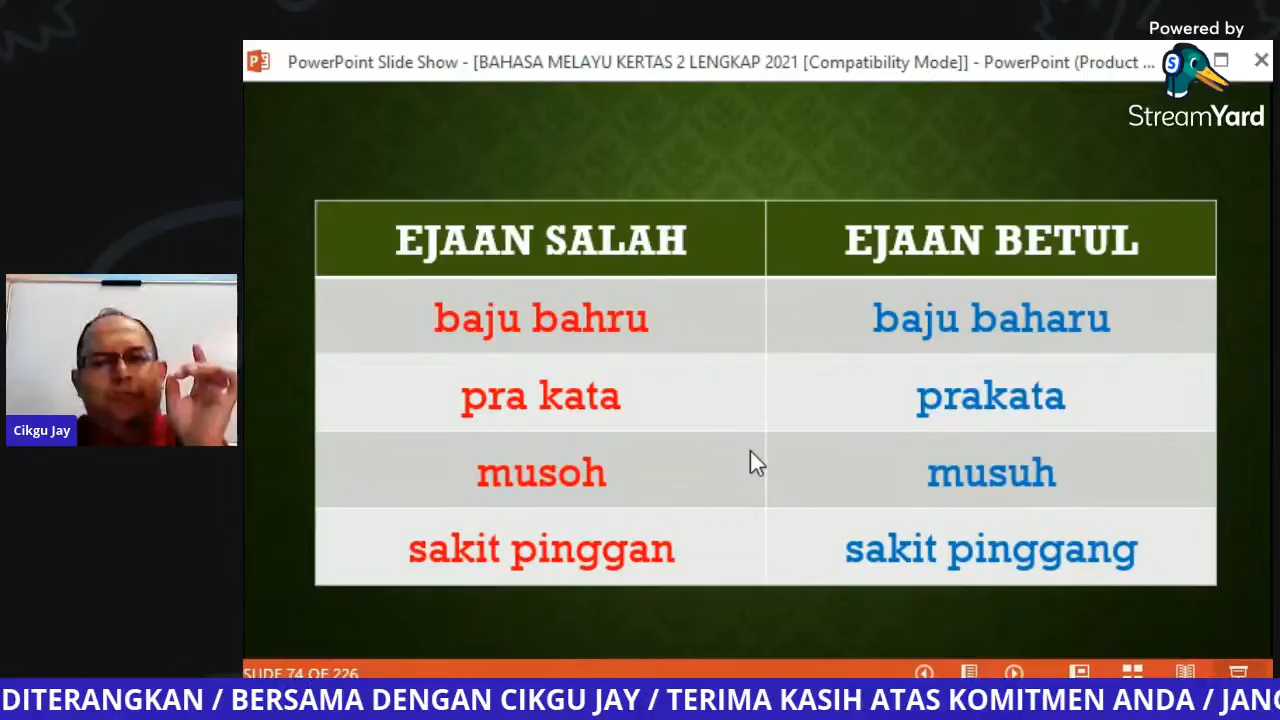 Powered by
PowerPoint Slide Show - [BAHASA MELAYU KERTAS 2 LENGKAP 2021 [Compatibility Mode]] - PowerPoint (Product ...
S
StreamYard
EJAAN SALAH EJAAN BETUL
baju bahru baju baharu
pra kata prakata
musoh musuh
sakit pinggan sakit pinggang
Cikgu Jay
SLIDE 74 OF 226
DITERANGKAN / BERSAMA DENGAN CIKGU JAY / TERIMA KASIH ATAS KOMITMEN ANDA / JANG